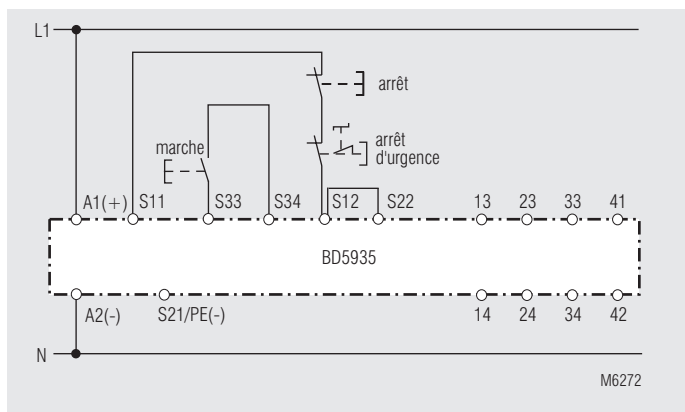 L1
arrêt
marche
arrêt
d'urgence
A1(+) S11 S33 S34 S12 S22 13 23 33 41
BD5935
A2(-) S21/PE(-) 14 24 34 42
N
M6272